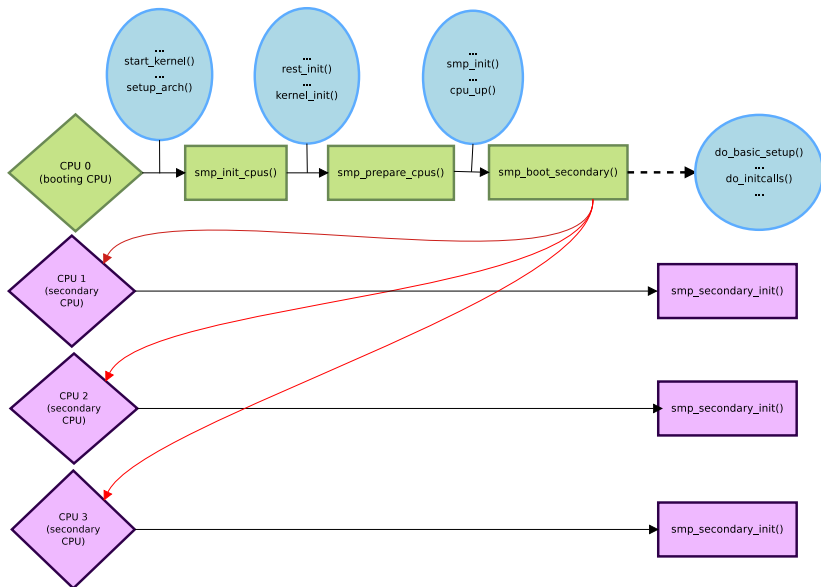 ...
start_kernel()
...
setup_arch()
...
rest_init()
...
kernel_init()
...
smp_init()
...
cpu_up()
CPU 0
(booting CPU)
smp_init_cpus()
smp_prepare_cpus()
smp_boot_secondary()
do_basic_setup()
...
do_initcalls()
...
CPU 1
(secondary
CPU)
smp_secondary_init()
CPU 2
(secondary
CPU)
smp_secondary_init()
CPU 3
(secondary
CPU)
smp_secondary_init()